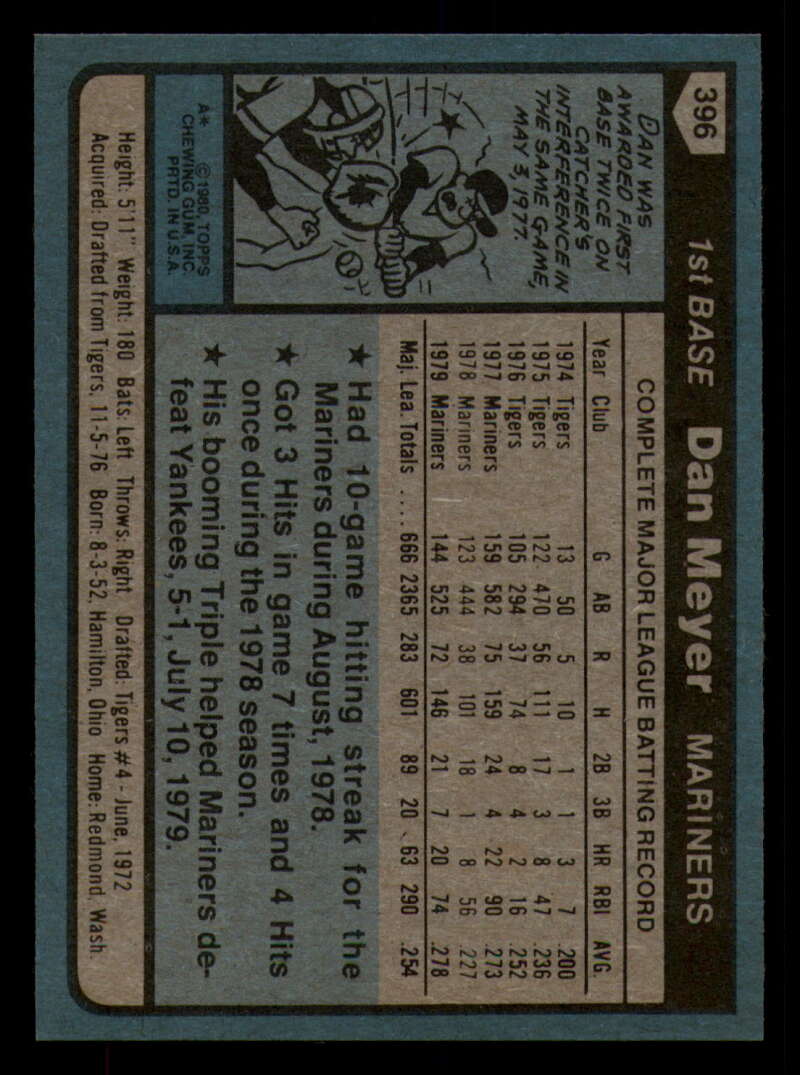 396
1st BASE Dan Meyer MARINERS
DAN WAS
AWARDED FIRST
BASE TWICE ON
CATCHER'S
INTERFERENCE IN
THE SAME GAME,
MAY 3, 1977.
A* ©1980, TOPPS
CHEWING GUM INC.
PRTD. IN U.S.A.
COMPLETE MAJOR LEAGUE BATTING RECORD
Year Club G AB R H 2B 3B HR RBI AVG.
1974 Tigers 13 50 5 10 1 1 3 7 .200
1975 Tigers 122 470 56 111 17 3 8 47 .236
1976 Tigers 105 294 37 74 8 4 2 16 .252
1977 Mariners 159 582 75 159 24 4 22 90 .273
1978 Mariners 123 444 38 101 18 1 8 56 .227
1979 Mariners 144 525 72 146 21 7 20 74 .278
Maj. Lea. Totals .... 666 2365 283 601 89 20 63 290 .254
★ Had 10-game hitting streak for the
Mariners during August, 1978.
★ Got 3 Hits in game 7 times and 4 Hits
once during the 1978 season.
★ His booming Triple helped Mariners de-
feat Yankees, 5-1, July 10, 1979.
Height: 5'11" Weight: 180 Bats: Left Throws: Right Drafted: Tigers #4 - June, 1972
Acquired: Drafted from Tigers, 11-5-76 Born: 8-3-52, Hamilton, Ohio Home: Redmond, Wash.